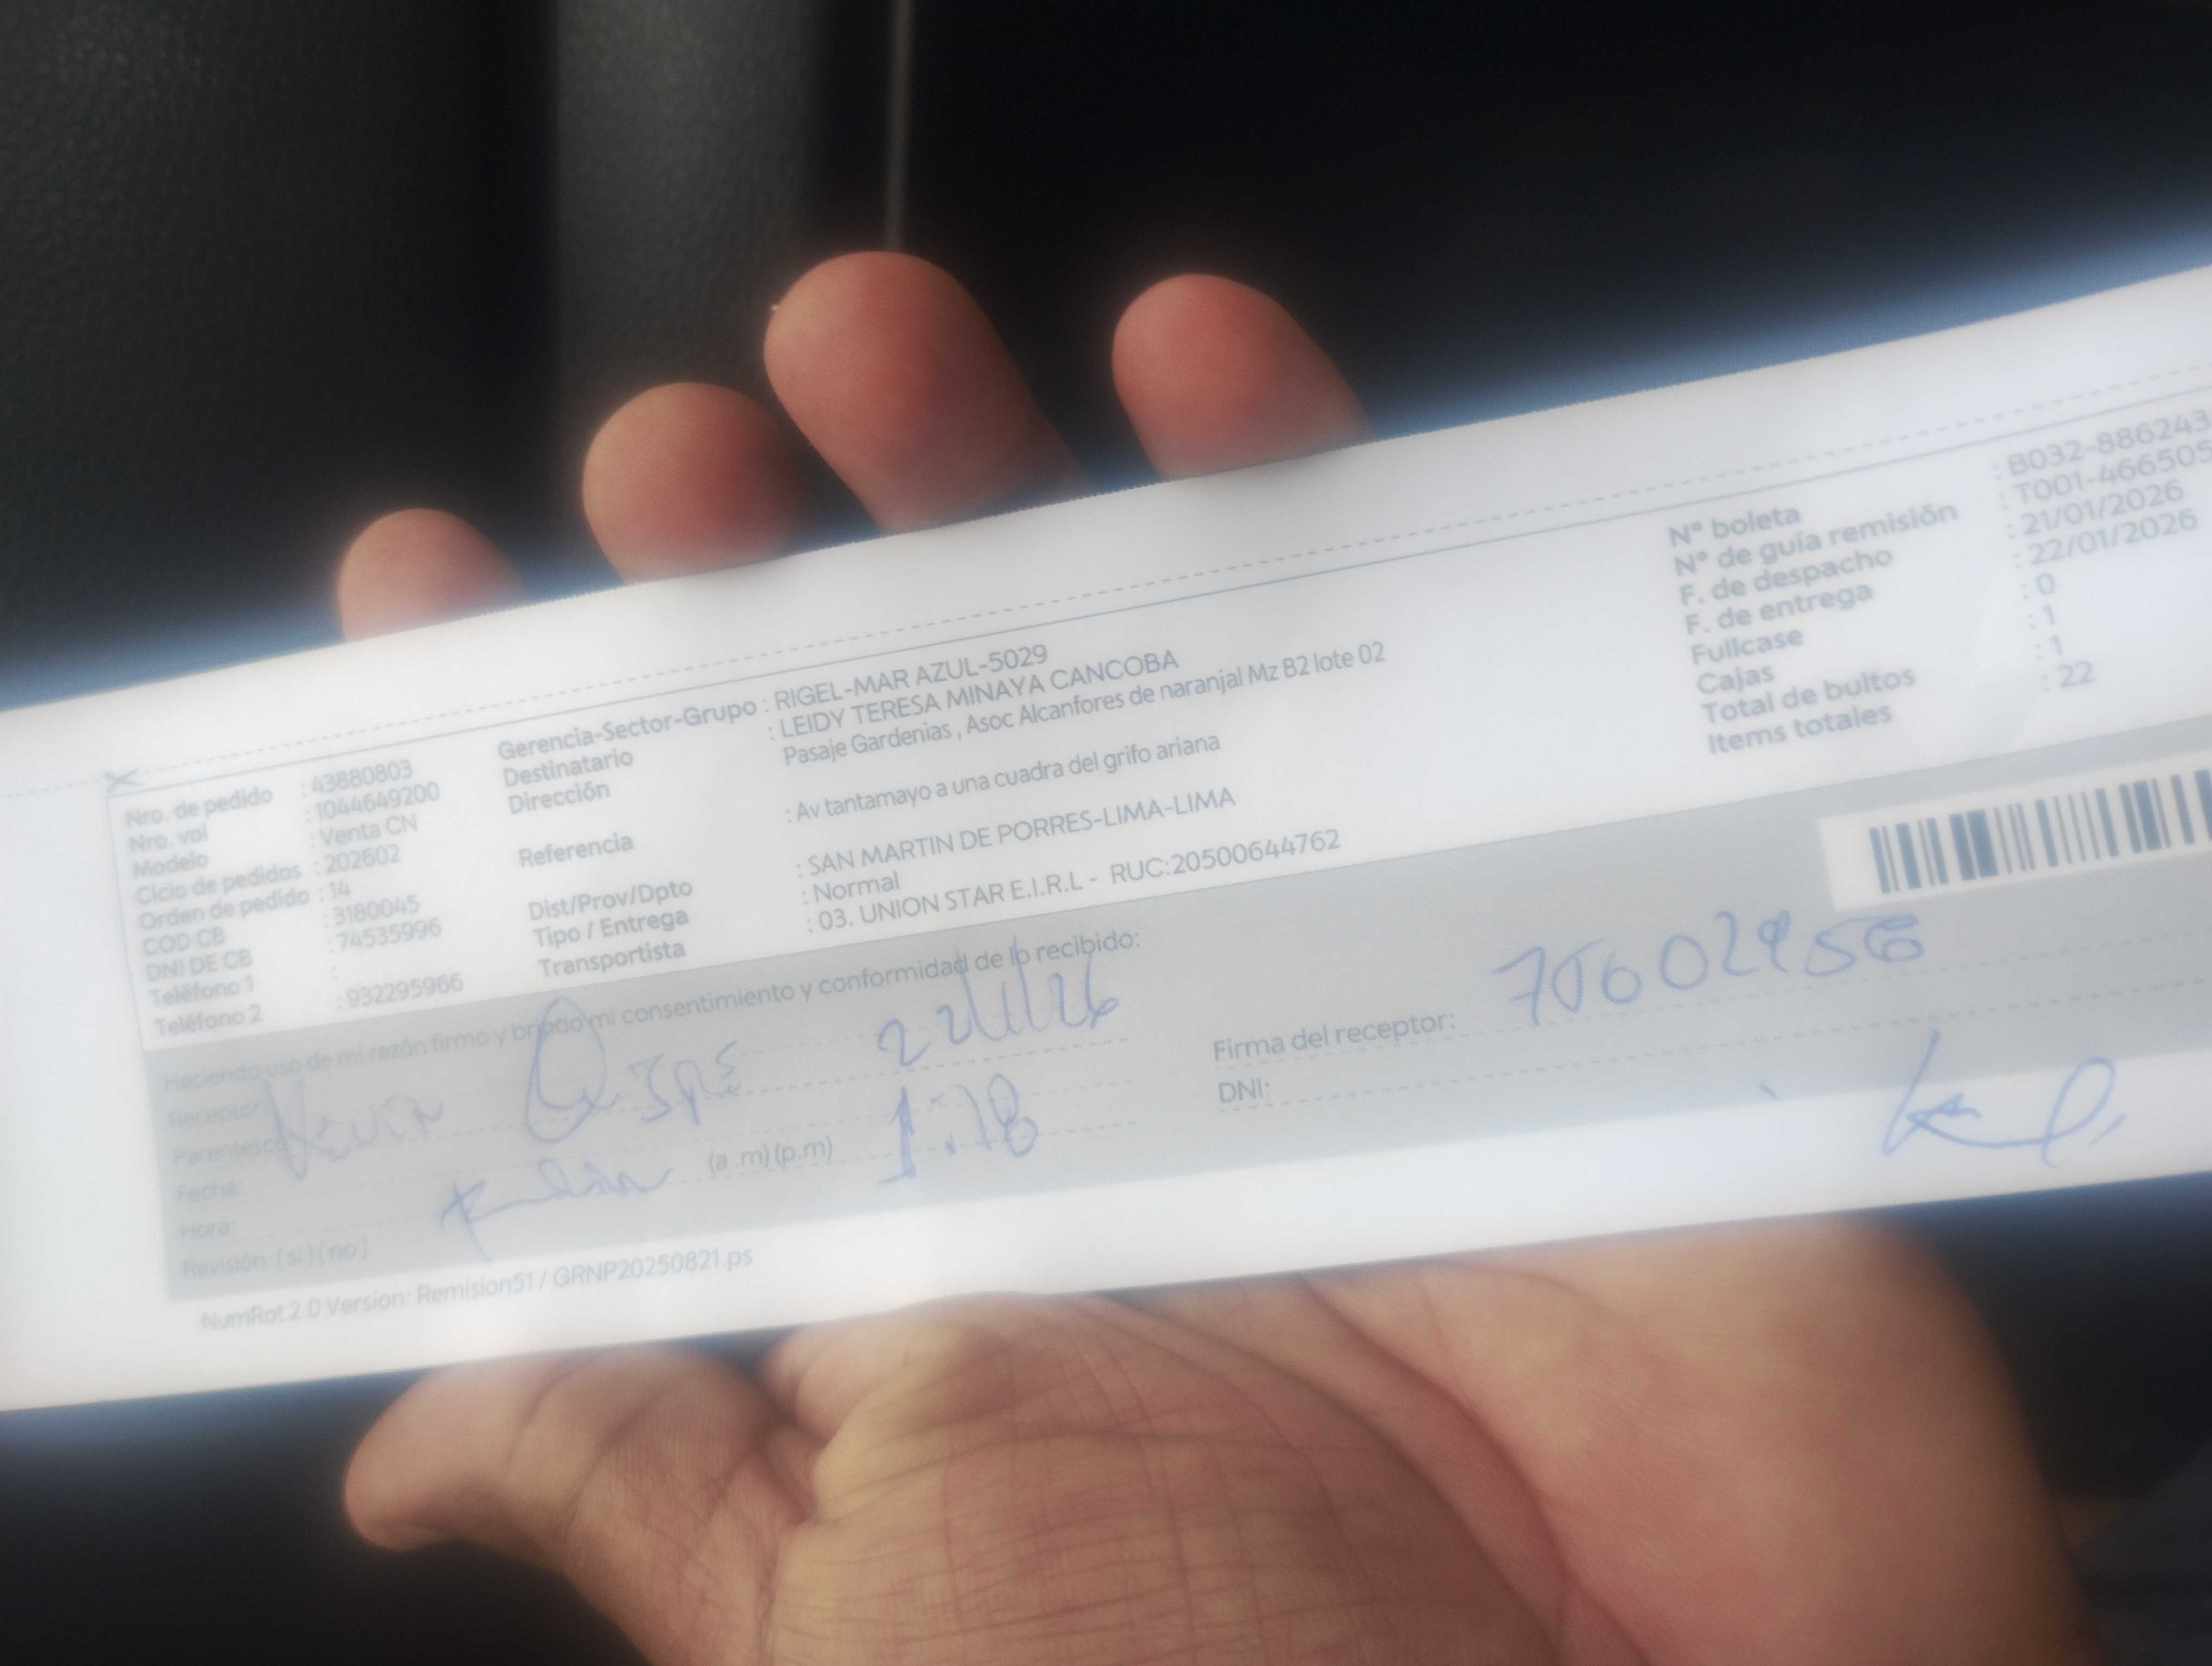 Nro. de pedido : 43880803
Nro. vol : 1044649200
Modelo : Venta CN
Ciclo de pedidos : 202602
Orden de pedido : 14
COD CB : 3180045
DNI DE CB : 74535996
Teléfono 1 :
Teléfono 2 : 932295966
Gerencia-Sector-Grupo : RIGEL-MAR AZUL-5029
Destinatario : LEIDY TERESA MINAYA CANCOBA
Dirección Pasaje Gardenias , Asoc Alcanfores de naranjal Mz B2 lote 02
Referencia : Av tantamayo a una cuadra del grifo ariana
Dist/Prov/Dpto : SAN MARTIN DE PORRES-LIMA-LIMA
Tipo / Entrega : Normal
Transportista : 03. UNION STAR E.I.R.L - RUC:20500644762
N° boleta : B032-886243
N° de guía remisión : T001-466505
F. de despacho : 21/01/2026
F. de entrega : 22/01/2026
Fullcase : 0
Cajas : 1
Total de bultos : 1
Items totales : 22
Haciendo uso de mi razón firmo y brindo mi consentimiento y conformidad de lo recibido:
Receptor:
Parentesco
Fecha: 22/1/26
Hora: (a .m) (p.m)
Revisión: ( si ) ( no )
Firma del receptor:
DNI:
NumRot 2.0 Version: Remision51 / GRNP20250821.ps